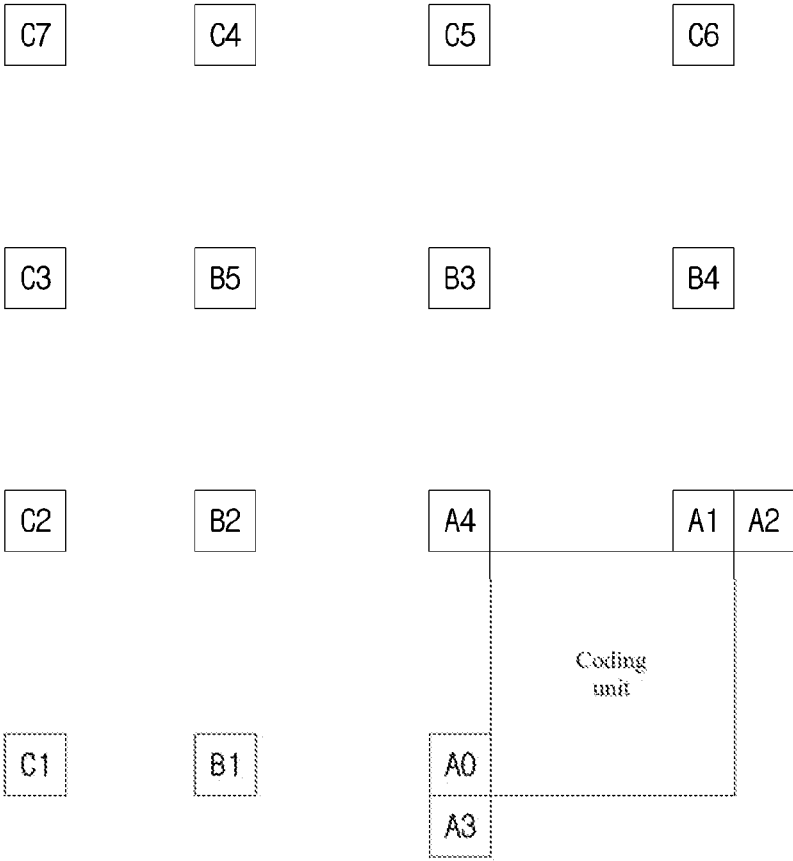 C7 C4 C5 C6
C3 B5 B3 B4
C2 B2 A4 A1 A2
Coding
unit
C1 B1 A0
A3